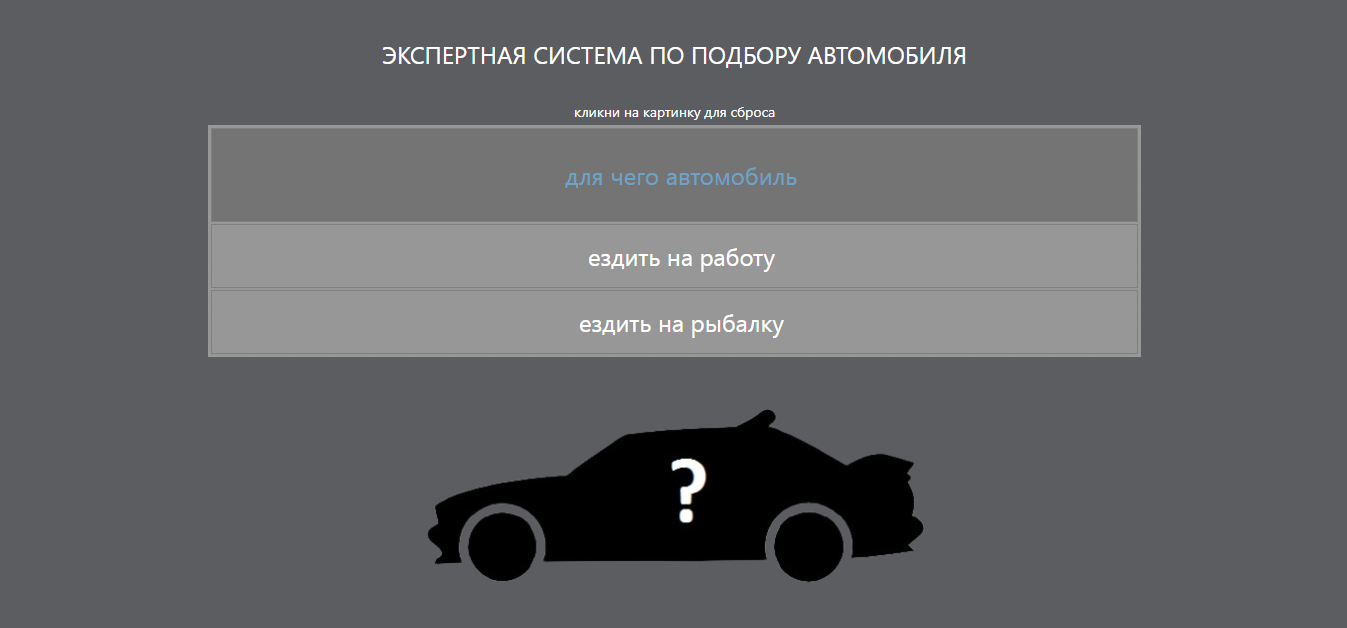 ЭКСПЕРТНАЯ СИСТЕМА ПО ПОДБОРУ АВТОМОБИЛЯ
кликни на картинку для сброса
для чего автомобиль
ездить на работу
ездить на рыбалку
?